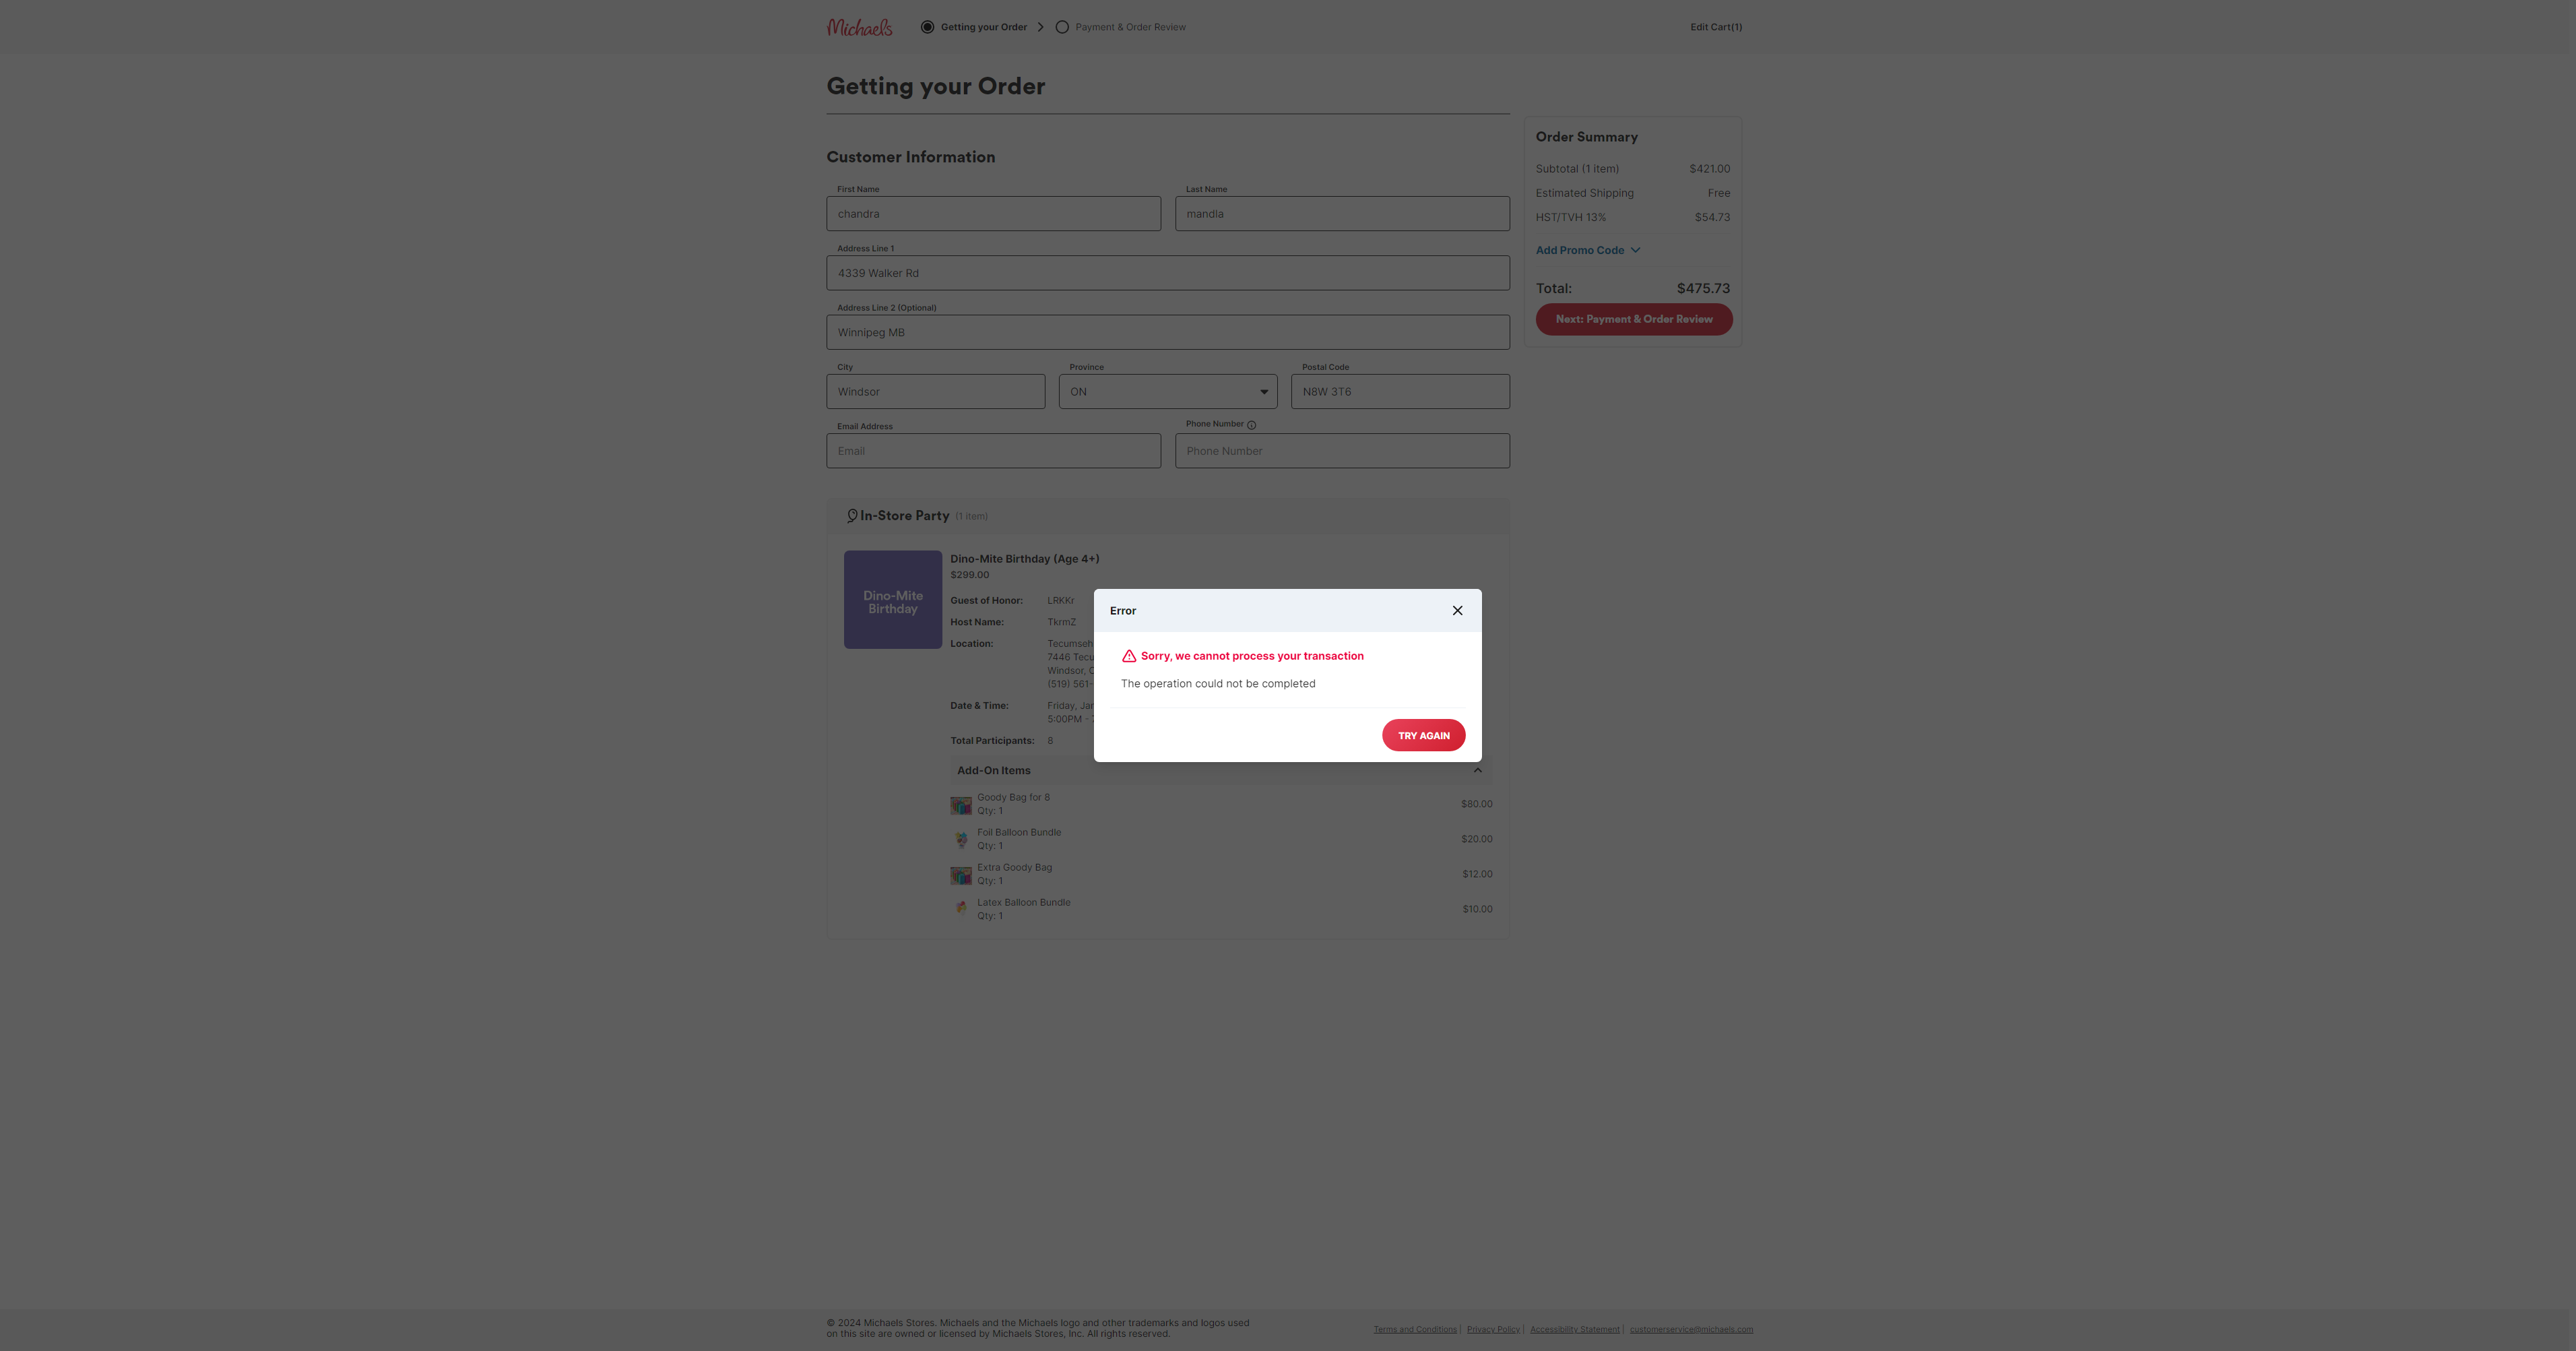 Michaels
Getting your Order
Payment & Order Review
Edit Cart(1)
Getting your Order
Customer Information
First Name
Last Name
chandra
mandla
Address Line 1
4339 Walker Rd
Address Line 2 (Optional)
Winnipeg MB
City
Province
Postal Code
Windsor
ON
N8W 3T6
Email Address
Phone Number
Email
Phone Number
Order Summary
Subtotal (1 item) $421.00
Estimated Shipping Free
HST/TVH 13% $54.73
Add Promo Code
Total: $475.73
Next: Payment & Order Review
In-Store Party (1 item)
Dino-Mite
Birthday
Dino-Mite Birthday (Age 4+)
$299.00
Guest of Honor: LRKKr
Host Name: TkrmZ
Location: Tecumseh
7446 Tecu
Windsor, O
(519) 561-
Date & Time: Friday, Jan
5:00PM -
Total Participants: 8
Error
Sorry, we cannot process your transaction
The operation could not be completed
TRY AGAIN
Add-On Items
Goody Bag for 8
Qty: 1
$80.00
Foil Balloon Bundle
Qty: 1
$20.00
Extra Goody Bag
Qty: 1
$12.00
Latex Balloon Bundle
Qty: 1
$10.00
© 2024 Michaels Stores. Michaels and the Michaels logo and other trademarks and logos used
on this site are owned or licensed by Michaels Stores, Inc. All rights reserved.
Terms and Conditions | Privacy Policy | Accessibility Statement | customerservice@michaels.com